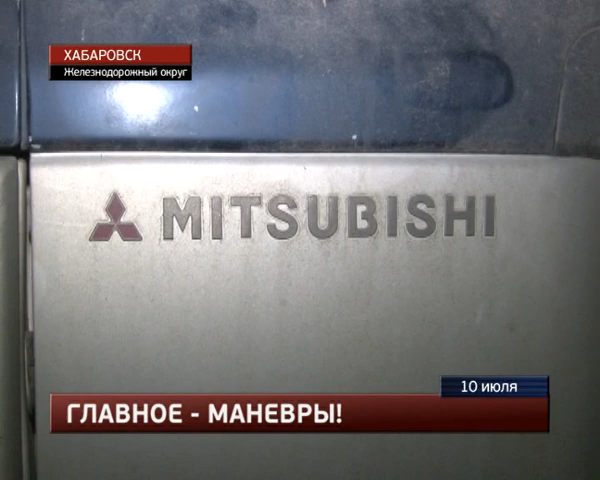 ХАБАРОВСК
Железнодорожный округ
MITSUBISHI
10 июля
ГЛАВНОЕ - МАНЕВРЫ!